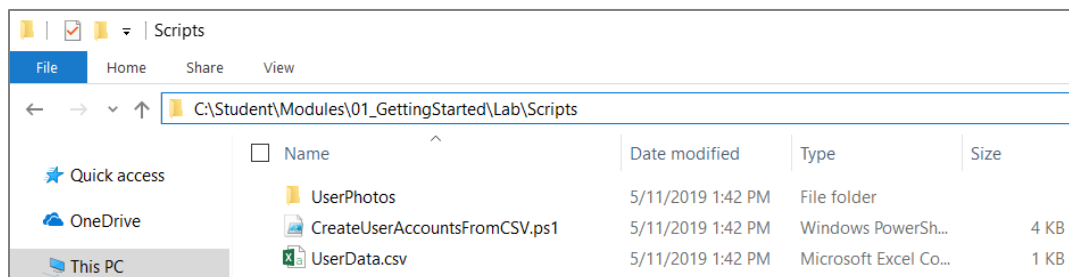 Scripts
File Home Share View
C:\Student\Modules\01_GettingStarted\Lab\Scripts
Name Date modified Type Size
Quick access
UserPhotos 5/11/2019 1:42 PM File folder
OneDrive
CreateUserAccountsFromCSV.ps1 5/11/2019 1:42 PM Windows PowerSh... 4 KB
This PC
UserData.csv 5/11/2019 1:42 PM Microsoft Excel Co... 1 KB